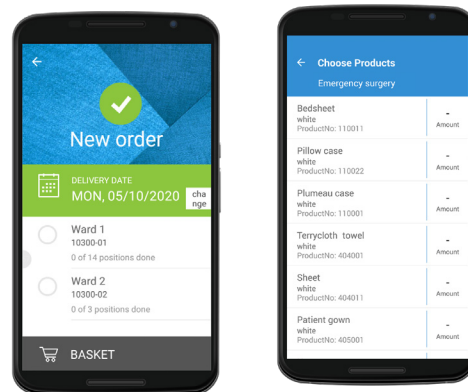 New order
DELIVERY DATE
MON, 05/10/2020
cha
nge
Ward 1
10300-01
0 of 14 positions done
Ward 2
10300-02
0 of 3 positions done
BASKET
Choose Products
Emergency surgery
Bedsheet
white
ProductNo: 110011
-
Amount
Pillow case
white
ProductNo: 110022
-
Amount
Plumeau case
white
ProductNo: 110001
-
Amount
Terrycloth towel
white
ProductNo: 404001
-
Amount
Sheet
white
ProductNo: 404011
-
Amount
Patient gown
white
ProductNo: 405001
-
Amount